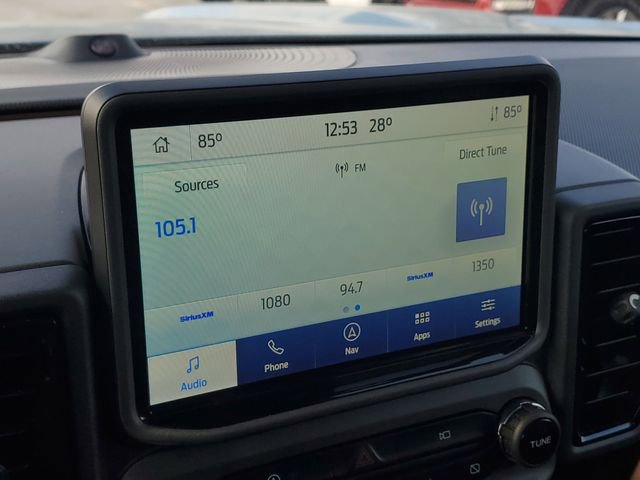 85° 12:53 28° 85°
Sources FM Direct Tune
105.1
SiriusXM 1080 94.7 SiriusXM 1350
Audio Phone Nav Apps Settings
TUNE